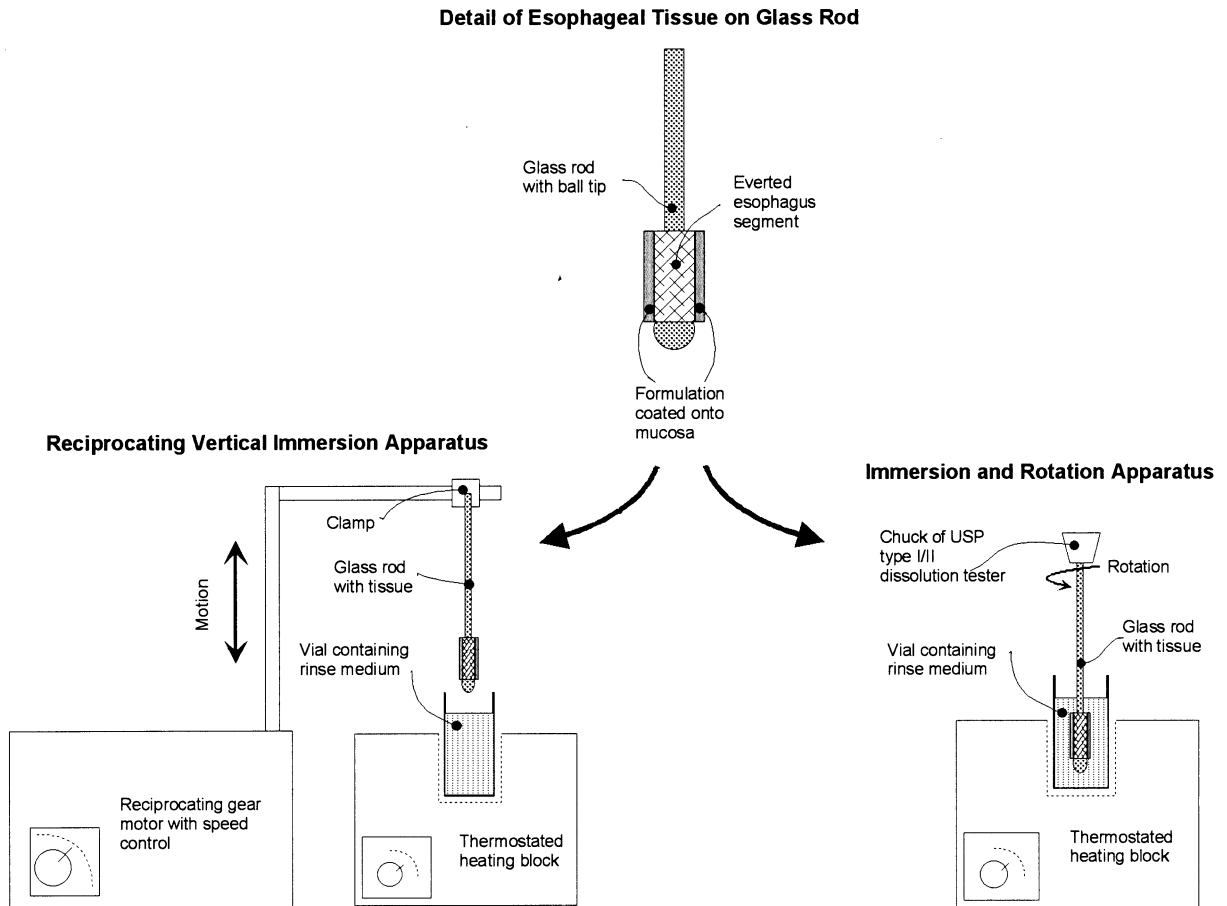 Detail of Esophageal Tissue on Glass Rod
Glass rod
with ball tip
Everted
esophagus
segment
Formulation
coated onto
mucosa
Reciprocating Vertical Immersion Apparatus
Clamp
Motion
Glass rod
with tissue
Vial containing
rinse medium
Reciprocating gear
motor with speed
control
Thermostated
heating block
Immersion and Rotation Apparatus
Chuck of USP
type I/II
dissolution tester
Rotation
Glass rod
with tissue
Vial containing
rinse medium
Thermostated
heating block